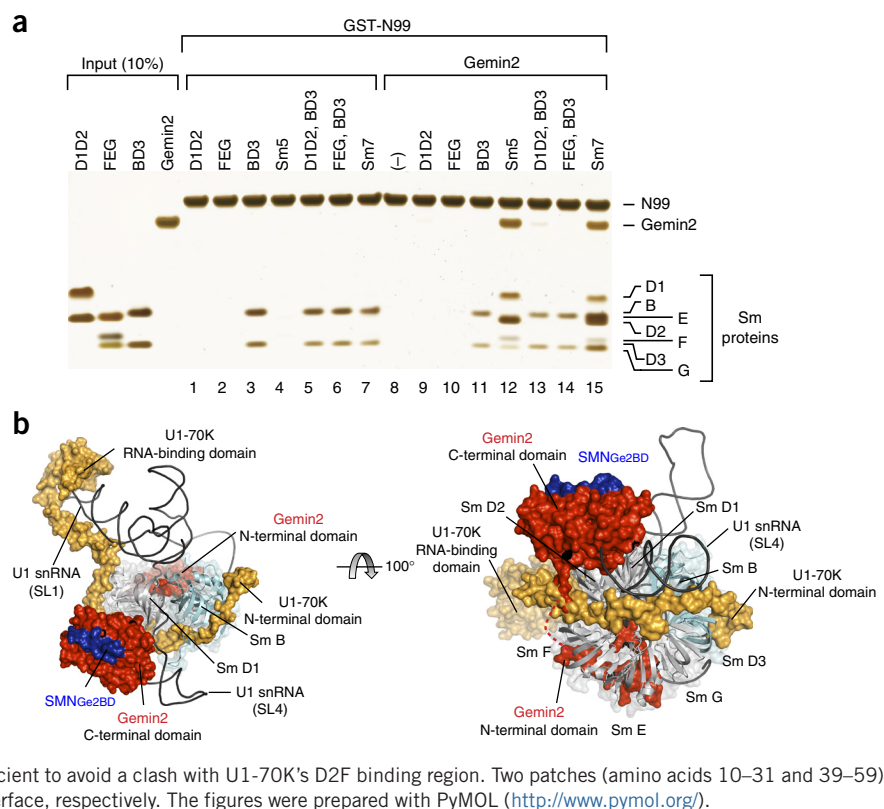 a
GST-N99
Input (10%)
Gemin2
D1D2
FEG
BD3
Gemin2
D1D2
FEG
BD3
Sm5
D1D2, BD3
FEG, BD3
Sm7
(–)
D1D2
FEG
BD3
Sm5
D1D2, BD3
FEG, BD3
Sm7
N99
Gemin2
D1
B
E
D2
F
D3
G
Sm
proteins
1 2 3 4 5 6 7 8 9 10 11 12 13 14 15
b
U1-70K
RNA-binding domain
Gemin2
N-terminal domain
U1 snRNA
(SL1)
U1-70K
N-terminal domain
Sm B
Sm D1
SMNGe2BD
U1 snRNA
(SL4)
Gemin2
C-terminal domain
100°
Gemin2
C-terminal domain
SMNGe2BD
Sm D2
Sm D1
U1-70K
RNA-binding
domain
U1 snRNA
(SL4)
Sm B
U1-70K
N-terminal domain
Sm F
Sm D3
Sm G
Gemin2
N-terminal domain
Sm E
cient to avoid a clash with U1-70K's D2F binding region. Two patches (amino acids 10–31 and 39–59)
erface, respectively. The figures were prepared with PyMOL (http://www.pymol.org/).